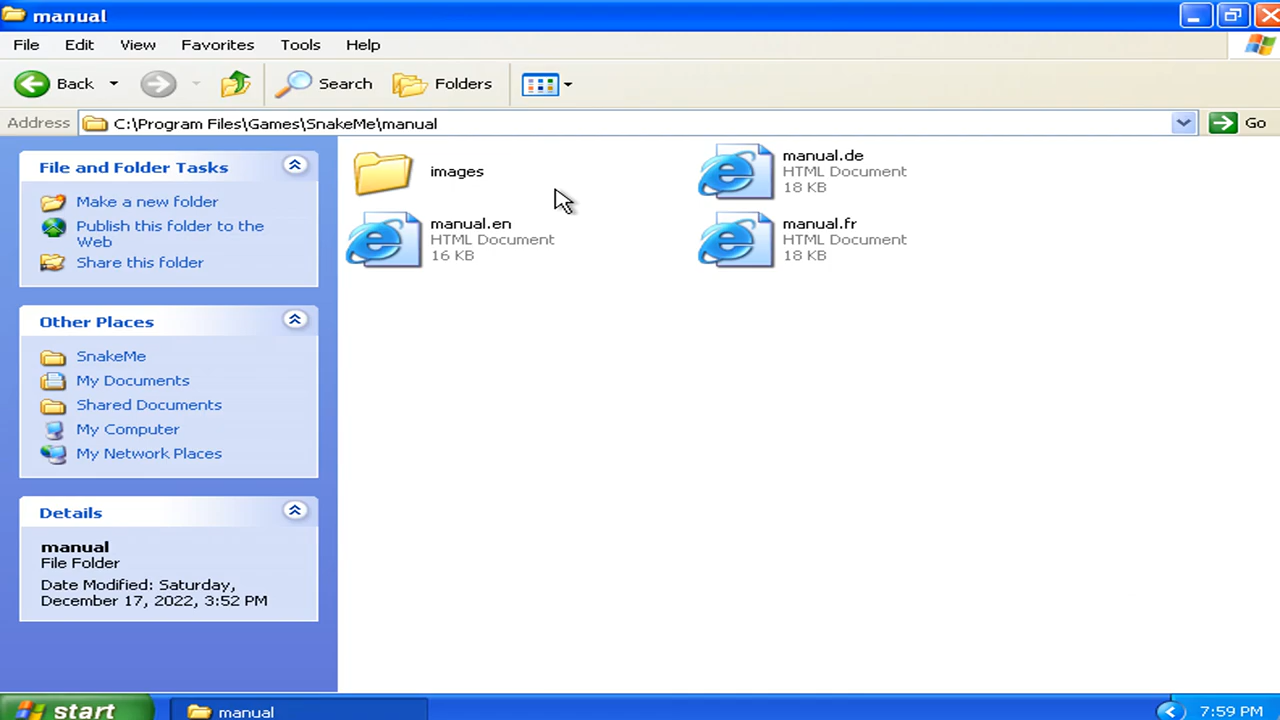 manual
File Edit View Favorites Tools Help
Back Search Folders
Address C:\Program Files\Games\SnakeMe\manual Go
File and Folder Tasks
Make a new folder
Publish this folder to the
Web
Share this folder
Other Places
SnakeMe
My Documents
Shared Documents
My Computer
My Network Places
Details
manual
File Folder
Date Modified: Saturday,
December 17, 2022, 3:52 PM
images
manual.de
HTML Document
18 KB
manual.en
HTML Document
16 KB
manual.fr
HTML Document
18 KB
start manual 7:59 PM